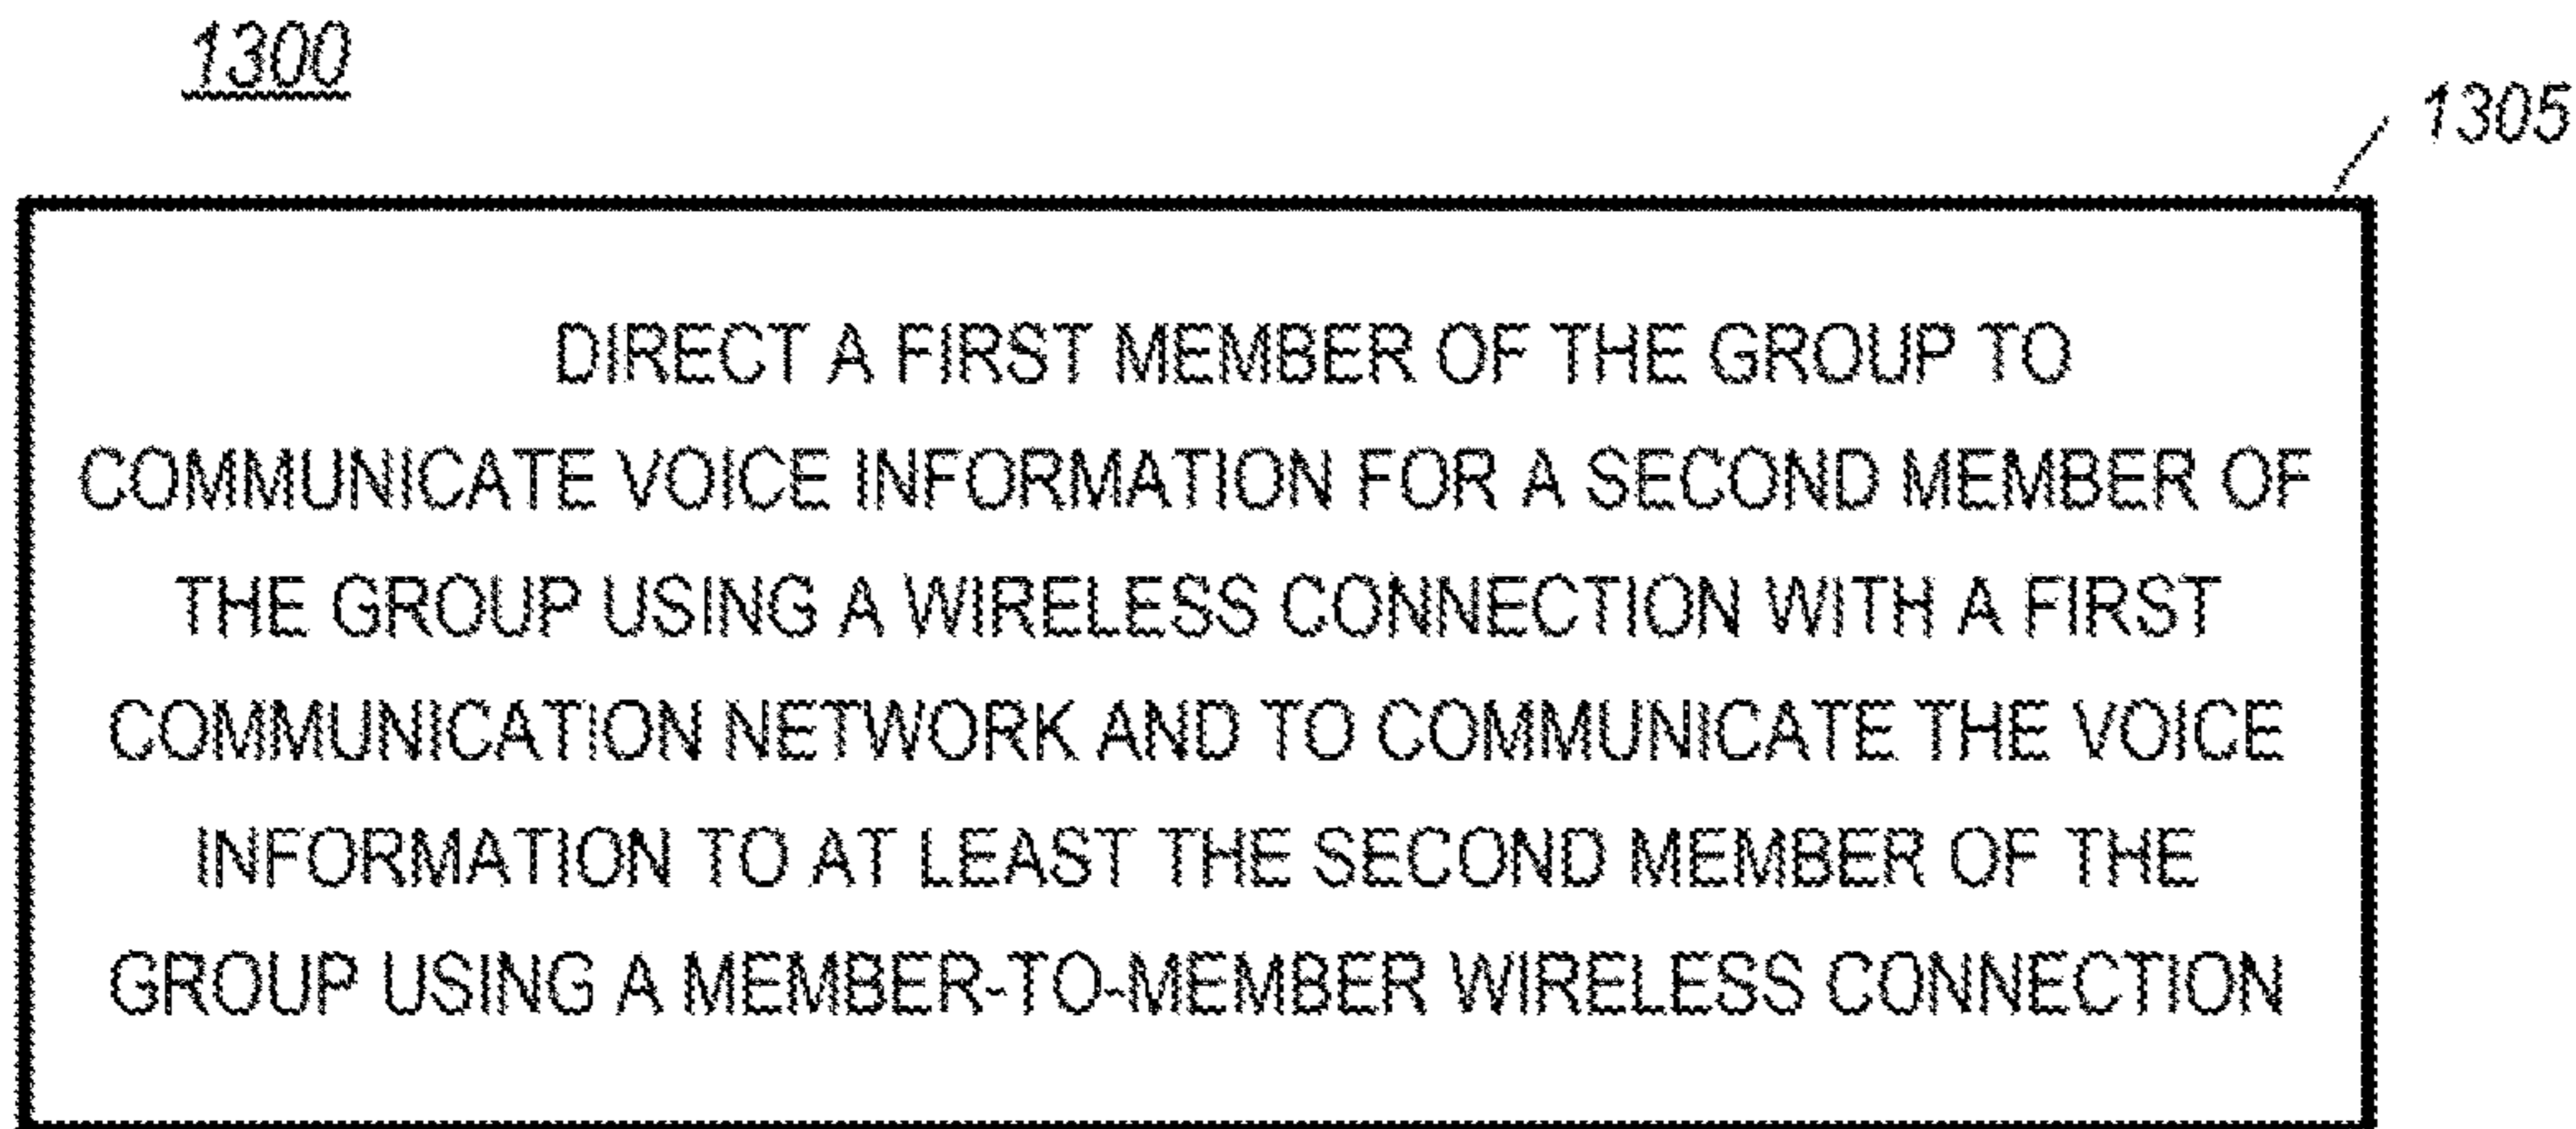 1300
1305
DIRECT A FIRST MEMBER OF THE GROUP TO
COMMUNICATE VOICE INFORMATION FOR A SECOND MEMBER OF
THE GROUP USING A WIRELESS CONNECTION WITH A FIRST
COMMUNICATION NETWORK AND TO COMMUNICATE THE VOICE
INFORMATION TO AT LEAST THE SECOND MEMBER OF THE
GROUP USING A MEMBER-TO-MEMBER WIRELESS CONNECTION